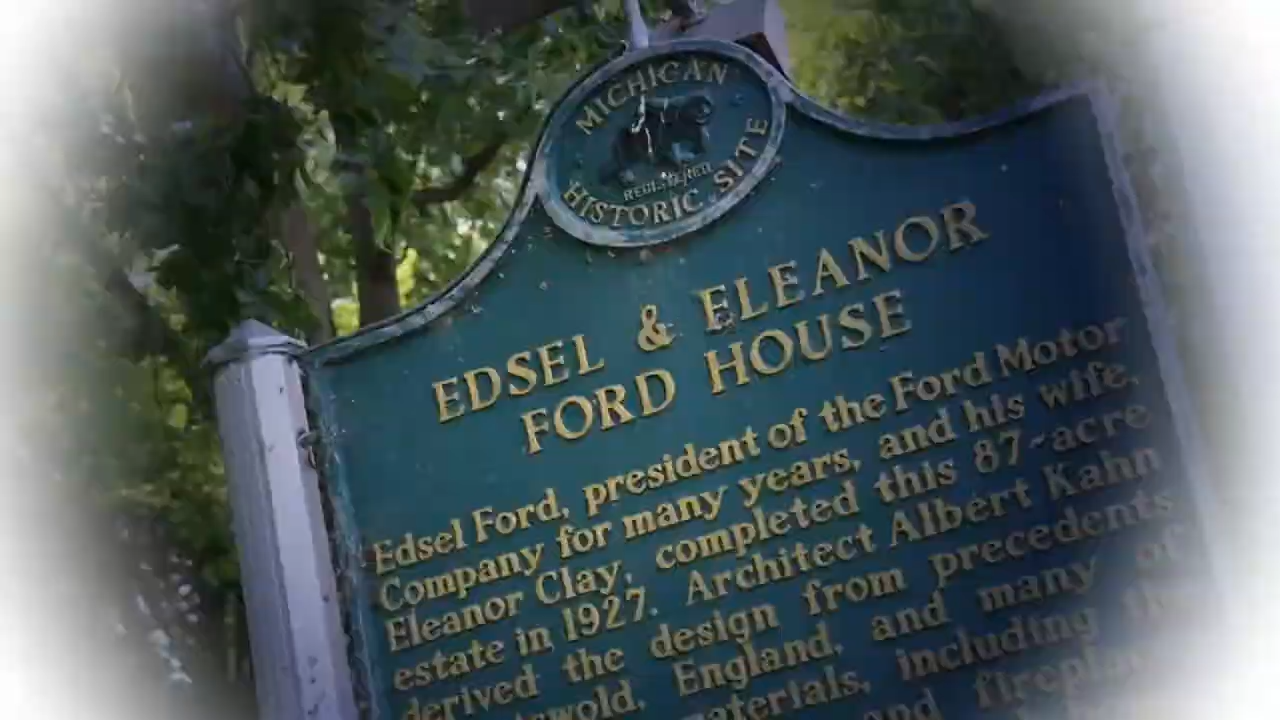 MICHIGAN
REGISTERED
HISTORIC SITE
EDSEL & ELEANOR
FORD HOUSE
Edsel Ford, president of the Ford Motor
Company for many years, and his wife,
Eleanor Clay, completed this 87-acre
estate in 1927. Architect Albert Kahn
derived the design from precedents
England, and many of
including
and